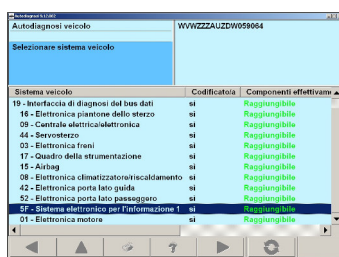 Autodiagnosi veicolo WVWZZZAUZDW059064
Selezionare sistema veicolo
Sistema veicolo Codificato/a Componenti effettivame
19 - Interfaccia di diagnosi del bus dati si Raggiungibile
16 - Elettronica piantone dello sterzo si Raggiungibile
09 - Centrale elettrica/elettronica si Raggiungibile
44 - Servosterzo si Raggiungibile
03 - Elettronica freni si Raggiungibile
17 - Quadro della strumentazione si Raggiungibile
15 - Airbag si Raggiungibile
08 - Elettronica climatizzatore/riscaldamento si Raggiungibile
42 - Elettronica porta lato guida si Raggiungibile
52 - Elettronica porta lato passeggero si Raggiungibile
5F - Sistema elettronico per l'informazione 1 si Raggiungibile
01 - Elettronica motore si Raggiungibile